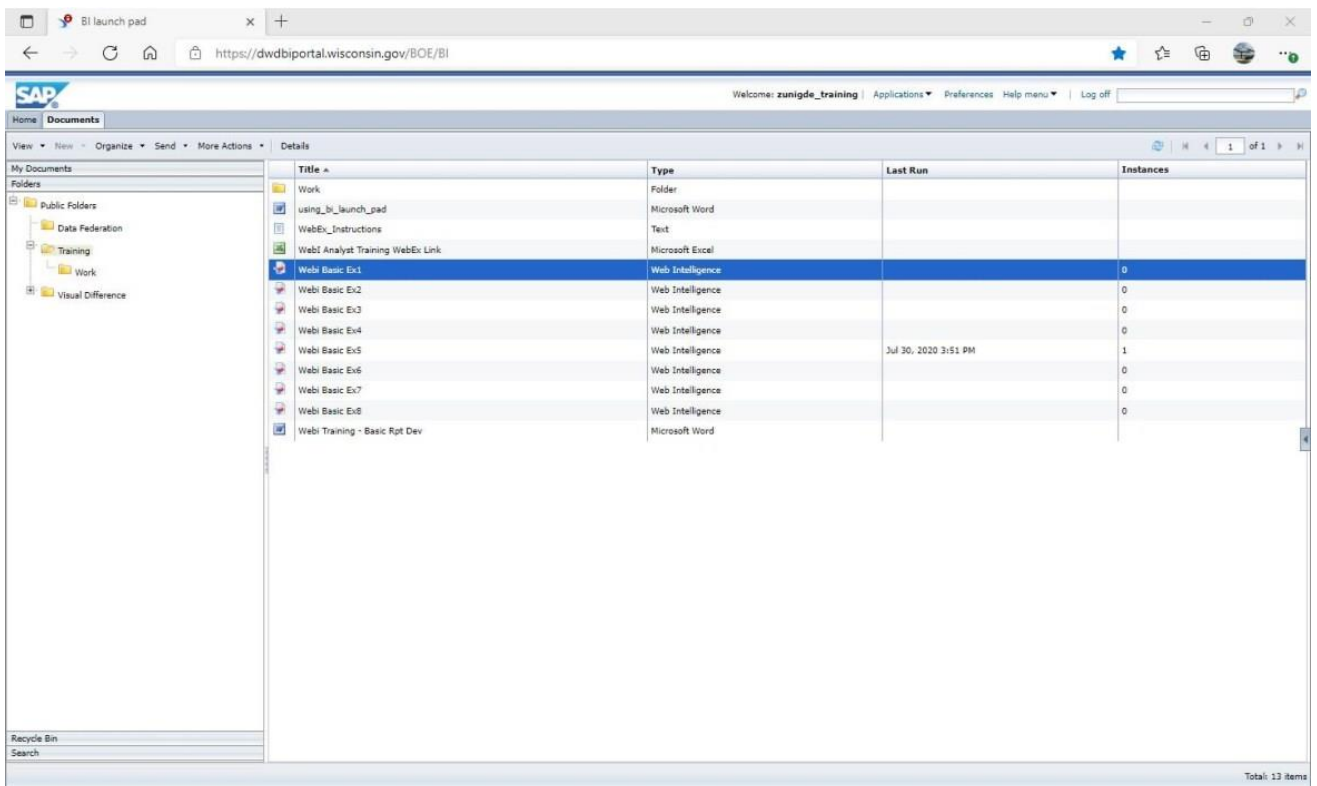 BI launch pad
https://dwdbiportal.wisconsin.gov/BOE/BI
SAP
Welcome: zunigde_training | Applications Preferences Help menu | Log off
Home Documents
View New Organize Send More Actions Details 1 of 1
My Documents
Folders
Public Folders
Data Federation
Training
Work
Visual Difference
Title Type Last Run Instances
Work Folder
using_bi_launch_pad Microsoft Word
WebEx_Instructions Text
WebI Analyst Training WebEx Link Microsoft Excel
Webi Basic Ex1 Web Intelligence 0
Webi Basic Ex2 Web Intelligence 0
Webi Basic Ex3 Web Intelligence 0
Webi Basic Ex4 Web Intelligence 0
Webi Basic Ex5 Web Intelligence Jul 30, 2020 3:51 PM 1
Webi Basic Ex6 Web Intelligence 0
Webi Basic Ex7 Web Intelligence 0
Webi Basic Ex8 Web Intelligence 0
Webi Training - Basic Rpt Dev Microsoft Word
Recycle Bin
Search
Total: 13 items